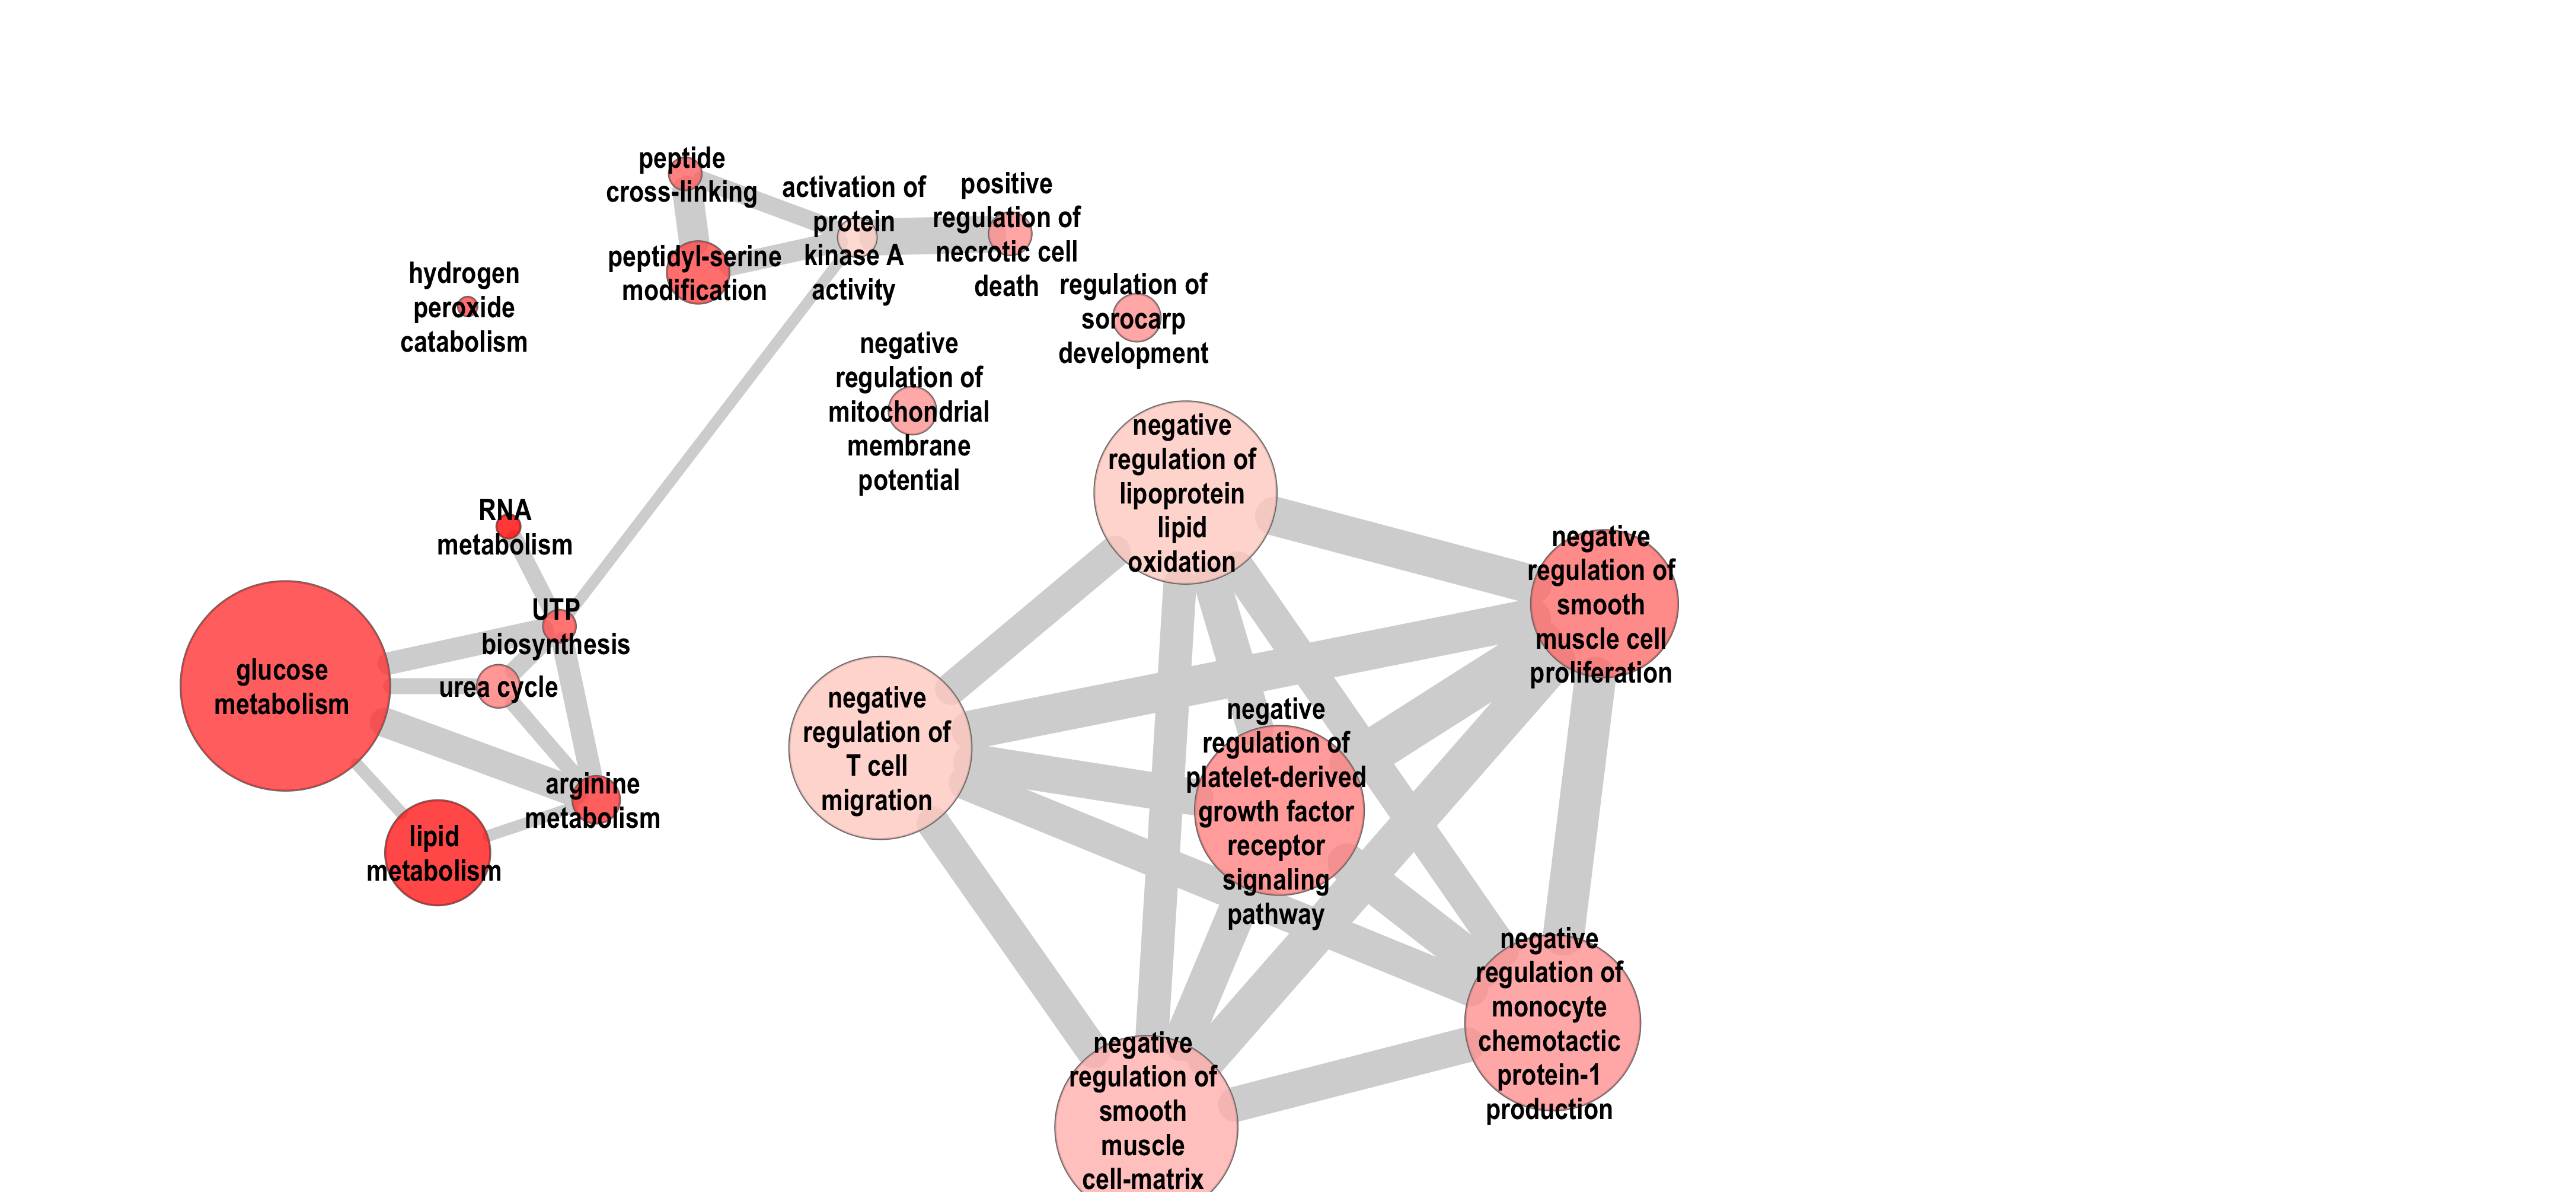 peptide
cross-linking
activation of
protein
kinase A
activity
positive
regulation of
necrotic cell
death
peptidyl-serine
modification
hydrogen
peroxide
catabolism
regulation of
sorocarp
development
negative
regulation of
mitochondrial
membrane
potential
negative
regulation of
lipoprotein
lipid
oxidation
RNA
metabolism
negative
regulation of
smooth
muscle cell
proliferation
UTP
biosynthesis
glucose
metabolism
urea cycle
negative
regulation of
T cell
migration
negative
regulation of
platelet-derived
growth factor
receptor
signaling
pathway
arginine
metabolism
lipid
metabolism
negative
regulation of
monocyte
chemotactic
protein-1
production
negative
regulation of
smooth
muscle
cell-matrix